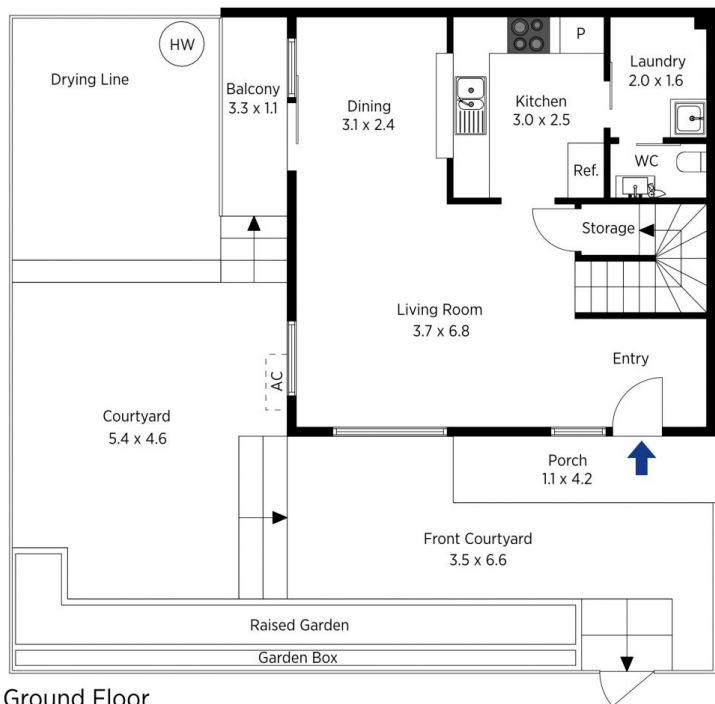 HW
Drying Line
Balcony
3.3 x 1.1
Dining
3.1 x 2.4
P
Kitchen
3.0 x 2.5
Laundry
2.0 x 1.6
WC
Ref.
Storage
Living Room
3.7 x 6.8
Entry
AC
Courtyard
5.4 x 4.6
Porch
1.1 x 4.2
Front Courtyard
3.5 x 6.6
Raised Garden
Garden Box
Ground Floor